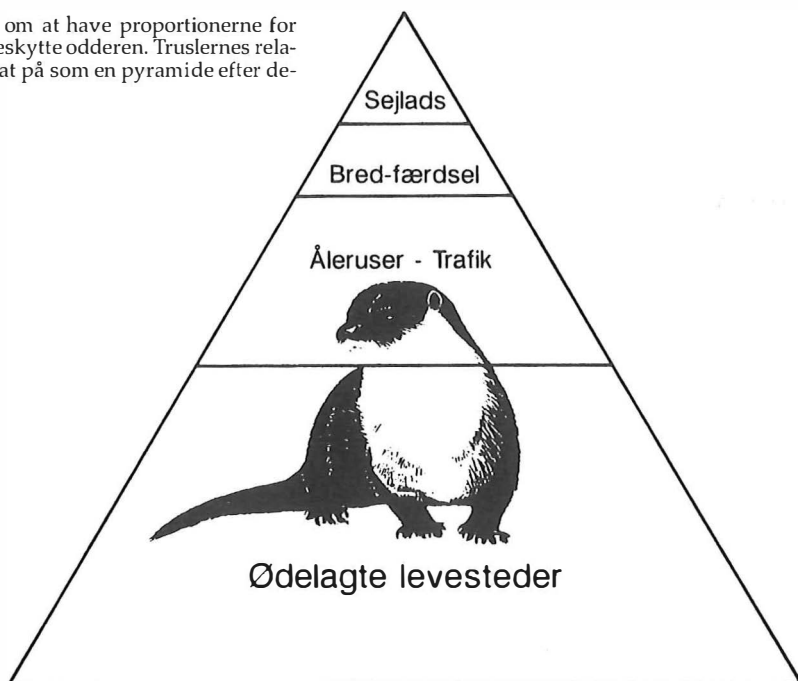 om at have proportionerne for
eskytte odderen. Truslernes rela-
at på som en pyramide efter de-
Sejlads
Bred-færdsel
Åleruser - Trafik
Ødelagte levesteder